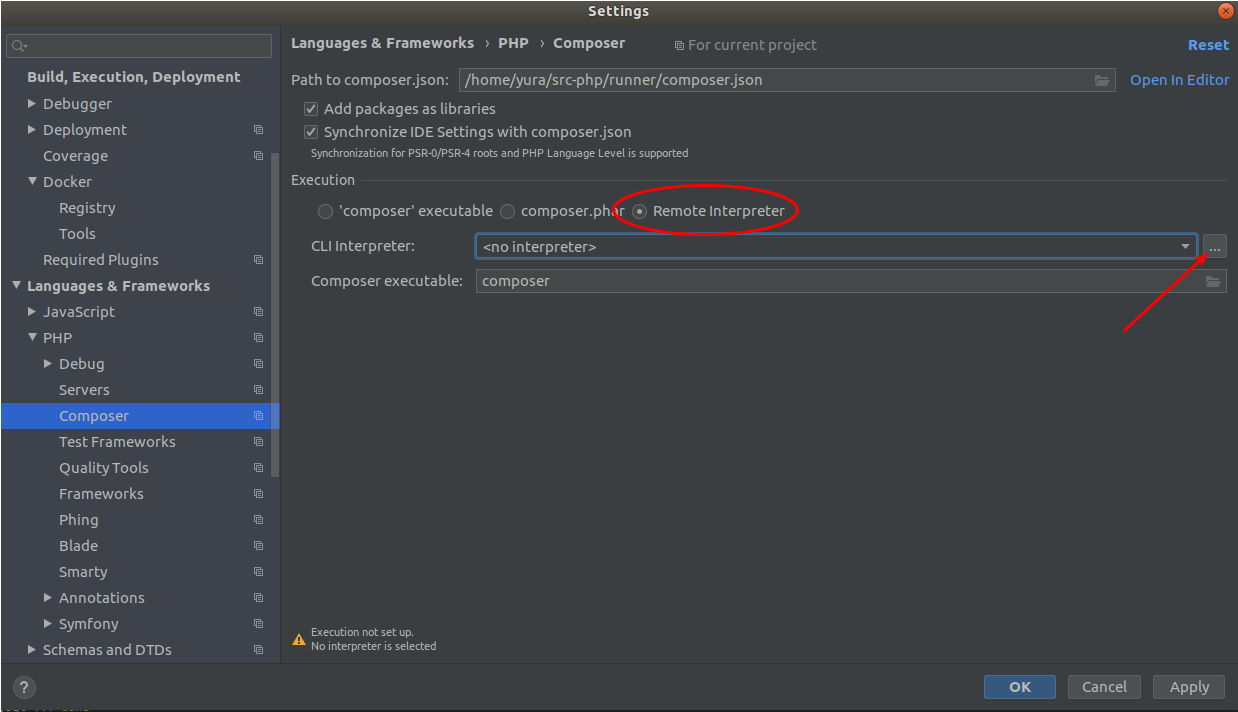 Settings
Languages & Frameworks › PHP › Composer For current project Reset
Build, Execution, Deployment
Debugger
Deployment
Coverage
Docker
Registry
Tools
Required Plugins
Languages & Frameworks
JavaScript
PHP
Debug
Servers
Composer
Test Frameworks
Quality Tools
Frameworks
Phing
Blade
Smarty
Annotations
Symfony
Schemas and DTDs
Path to composer.json: /home/yura/src-php/runner/composer.json Open In Editor
Add packages as libraries
Synchronize IDE Settings with composer.json
Synchronization for PSR-0/PSR-4 roots and PHP Language Level is supported
Execution
'composer' executable composer.phar Remote Interpreter
CLI Interpreter: <no interpreter> ...
Composer executable: composer
Execution not set up.
No interpreter is selected
? OK Cancel Apply